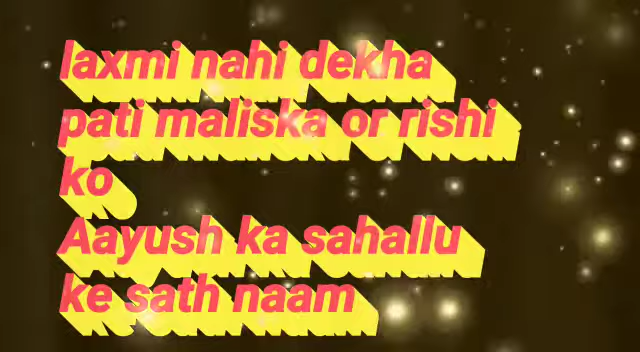 laxmi nahi dekha
pati maliska or rishi
ko
Aayush ka sahallu
ke sath naam